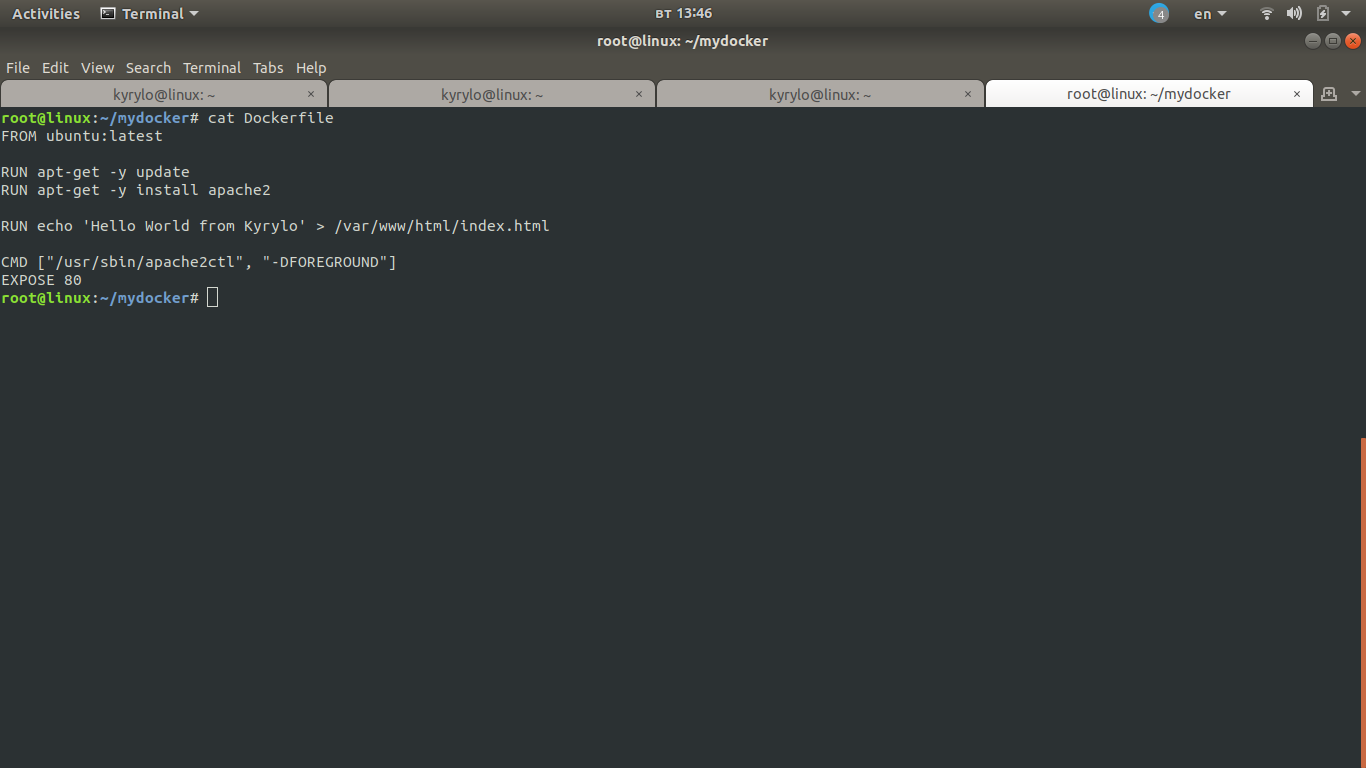 Activities Terminal вт 13:46 4 en
root@linux: ~/mydocker
File Edit View Search Terminal Tabs Help
kyrylo@linux: ~ × kyrylo@linux: ~ × kyrylo@linux: ~ × root@linux: ~/mydocker ×
root@linux:~/mydocker# cat Dockerfile
FROM ubuntu:latest
RUN apt-get -y update
RUN apt-get -y install apache2
RUN echo 'Hello World from Kyrylo' > /var/www/html/index.html
CMD ["/usr/sbin/apache2ctl", "-DFOREGROUND"]
EXPOSE 80
root@linux:~/mydocker#